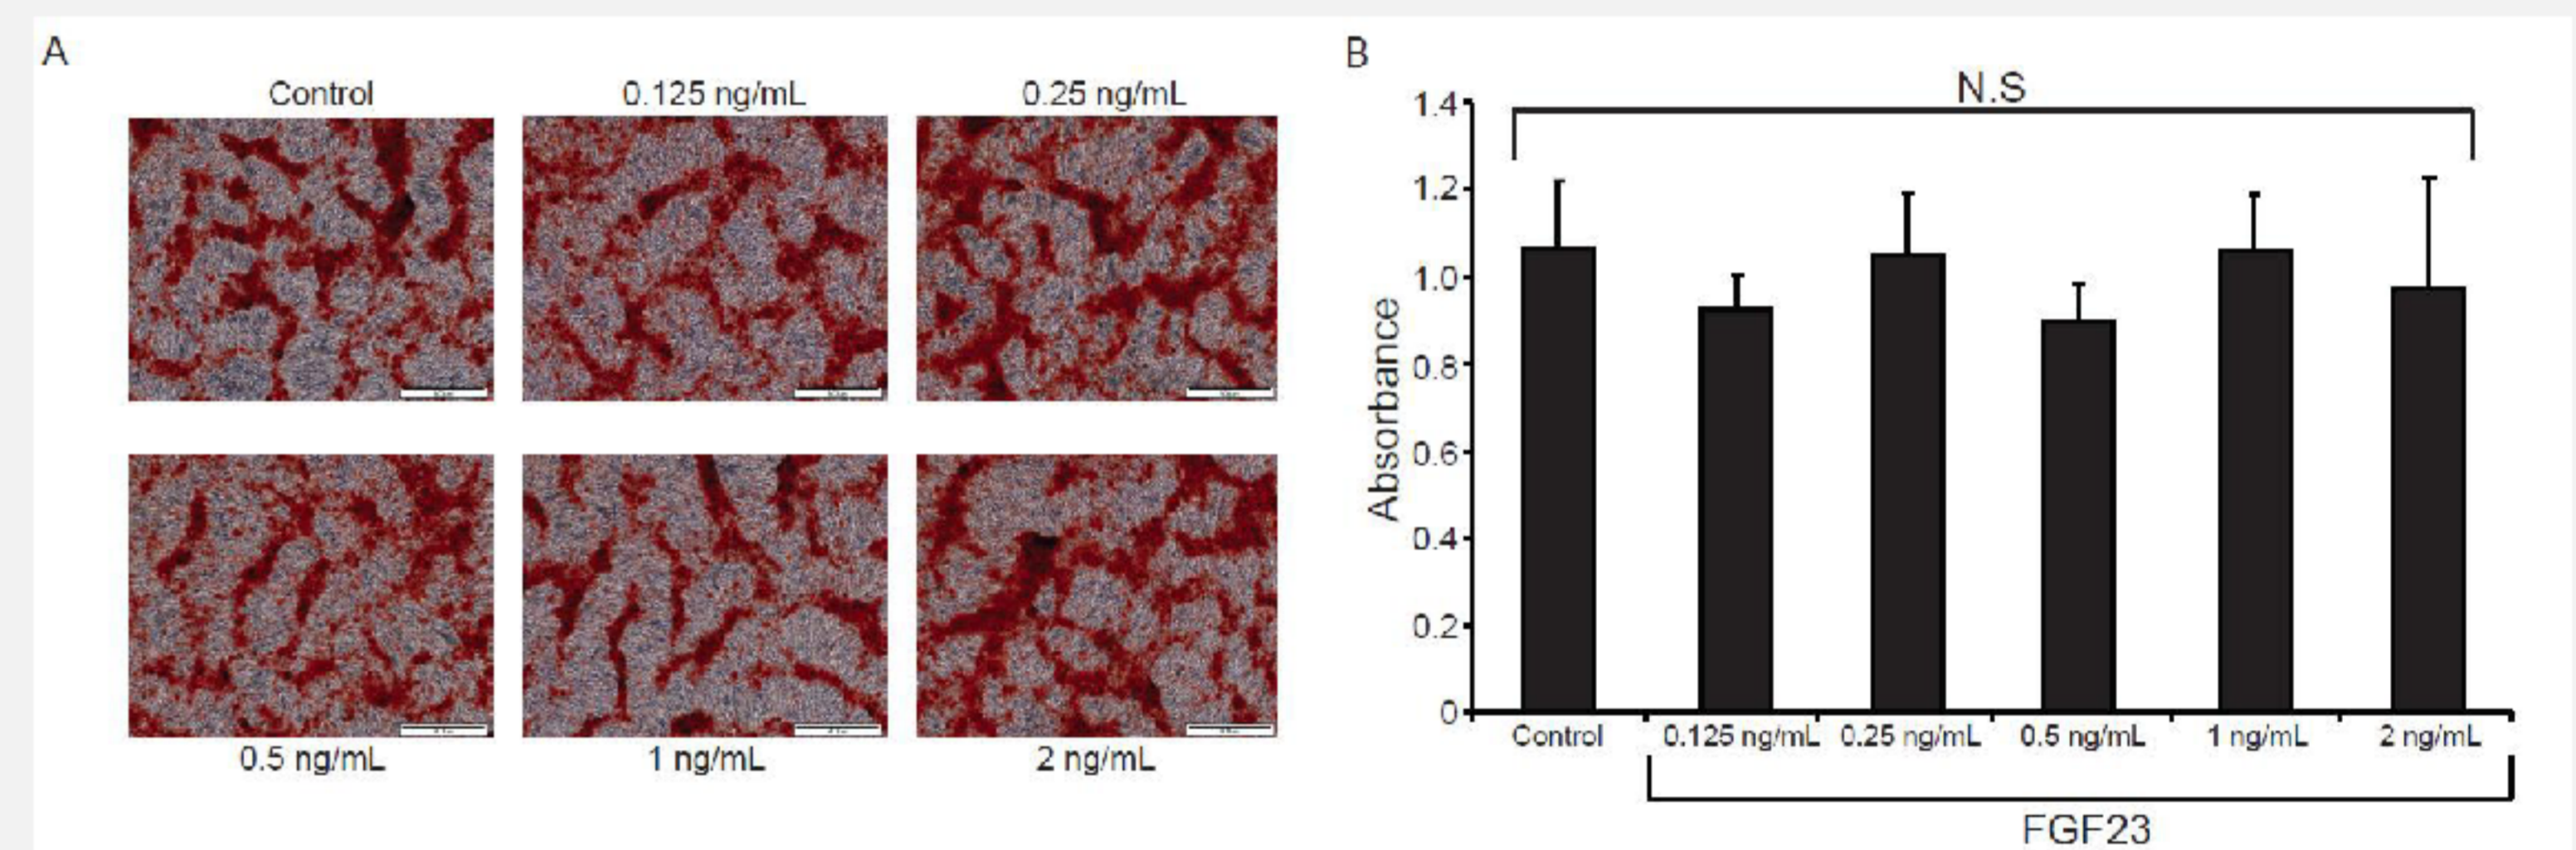 A
Control
0.125 ng/mL
0.25 ng/mL
0.5 ng/mL
1 ng/mL
2 ng/mL
B
N.S
1.4
1.2
1.0
0.8
0.6
0.4
0.2
0
Absorbance
Control
0.125 ng/mL
0.25 ng/mL
0.5 ng/mL
1 ng/mL
2 ng/mL
FGF23